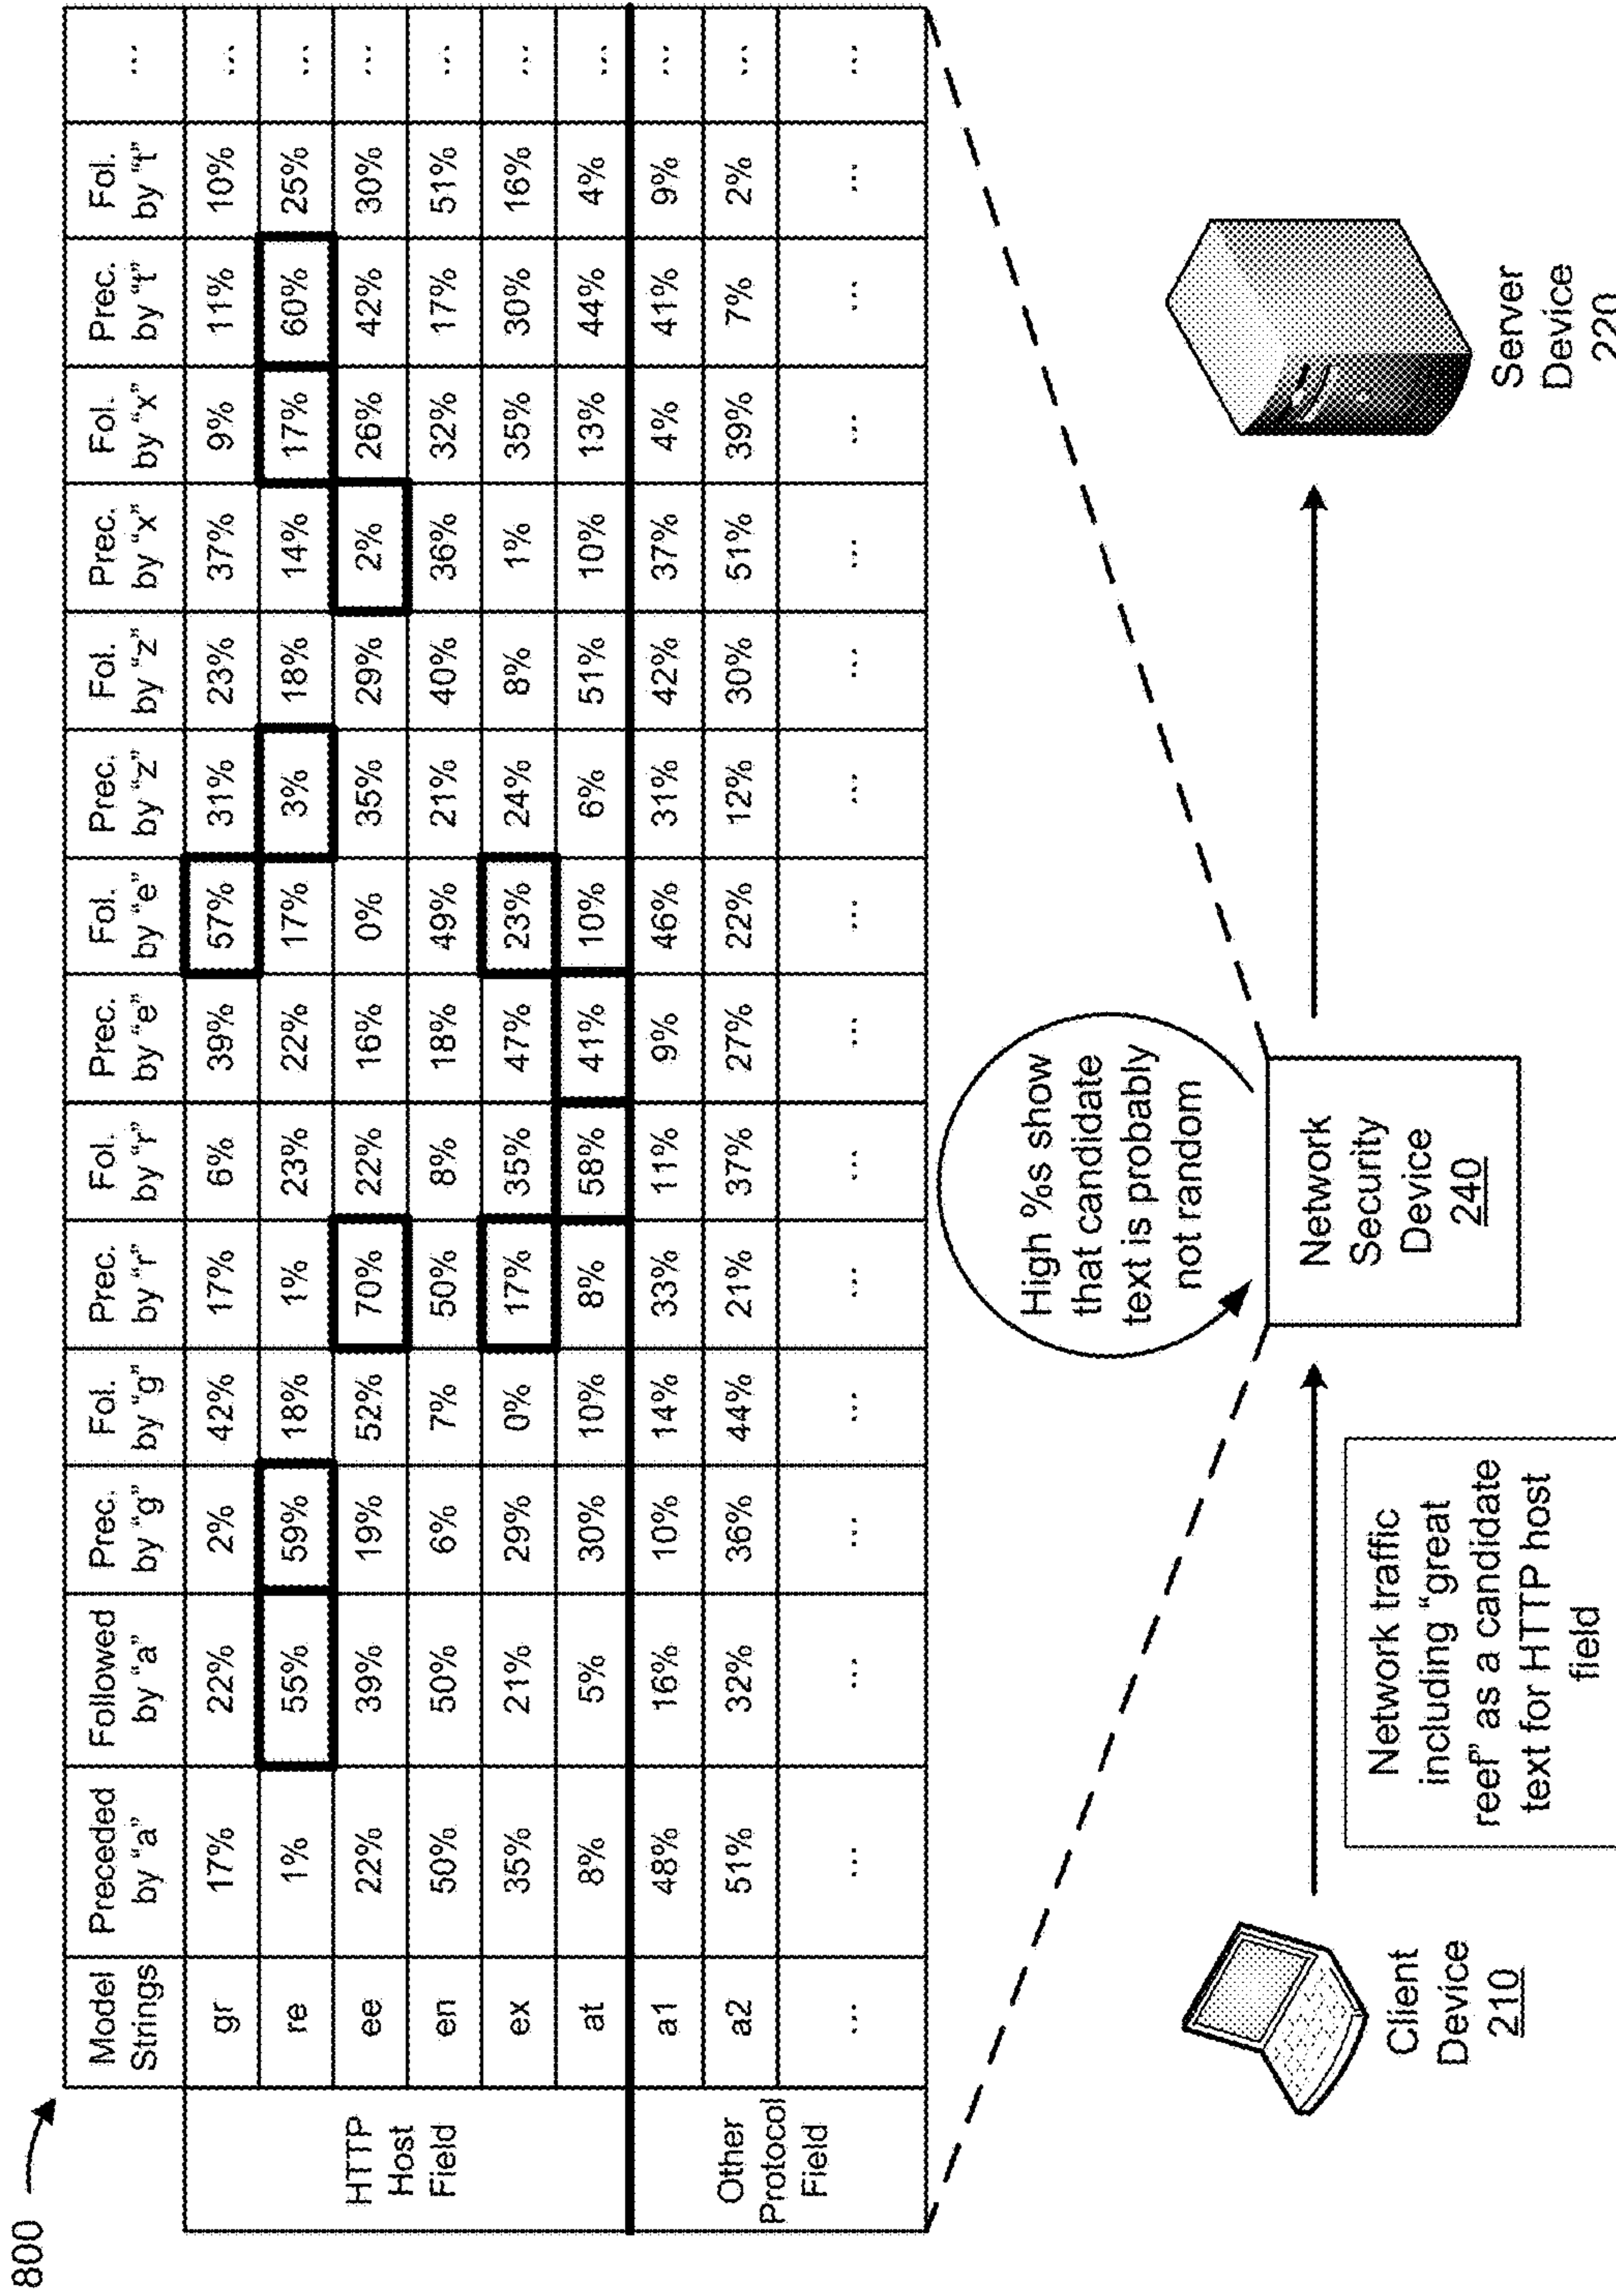 800
Model Strings | Preceded by "a" | Followed by "a" | Prec. by "g" | Fol. by "g" | Prec. by "r" | Fol. by "r" | Prec. by "e" | Fol. by "e" | Prec. by "z" | Fol. by "z" | Prec. by "x" | Fol. by "x" | Prec. by "t" | Fol. by "t" | ...
HTTP
Host
Field
gr 17% 22% 2% 42% 17% 6% 39% 57% 31% 23% 37% 9% 11% 10% ...
re 1% 55% 59% 18% 1% 23% 22% 17% 3% 18% 14% 17% 60% 25% ...
ee 22% 39% 19% 52% 70% 22% 16% 0% 35% 29% 2% 26% 42% 30% ...
en 50% 50% 6% 7% 50% 8% 18% 49% 21% 40% 36% 32% 17% 51% ...
ex 35% 21% 29% 0% 17% 35% 47% 23% 24% 8% 1% 35% 30% 16% ...
at 8% 5% 30% 10% 8% 58% 41% 10% 6% 51% 10% 13% 44% 4% ...
Other
Protocol
Field
a1 48% 16% 10% 14% 33% 11% 9% 46% 31% 42% 37% 4% 41% 9% ...
a2 51% 32% 36% 44% 21% 37% 27% 22% 12% 30% 51% 39% 7% 2% ...
... ... ... ... ... ... ... ... ... ... ... ... ... ... ... ...
High %s show
that candidate
text is probably
not random
Client
Device
210
Network traffic
including "great
reef" as a candidate
text for HTTP host
field
Network
Security
Device
240
Server
Device
220